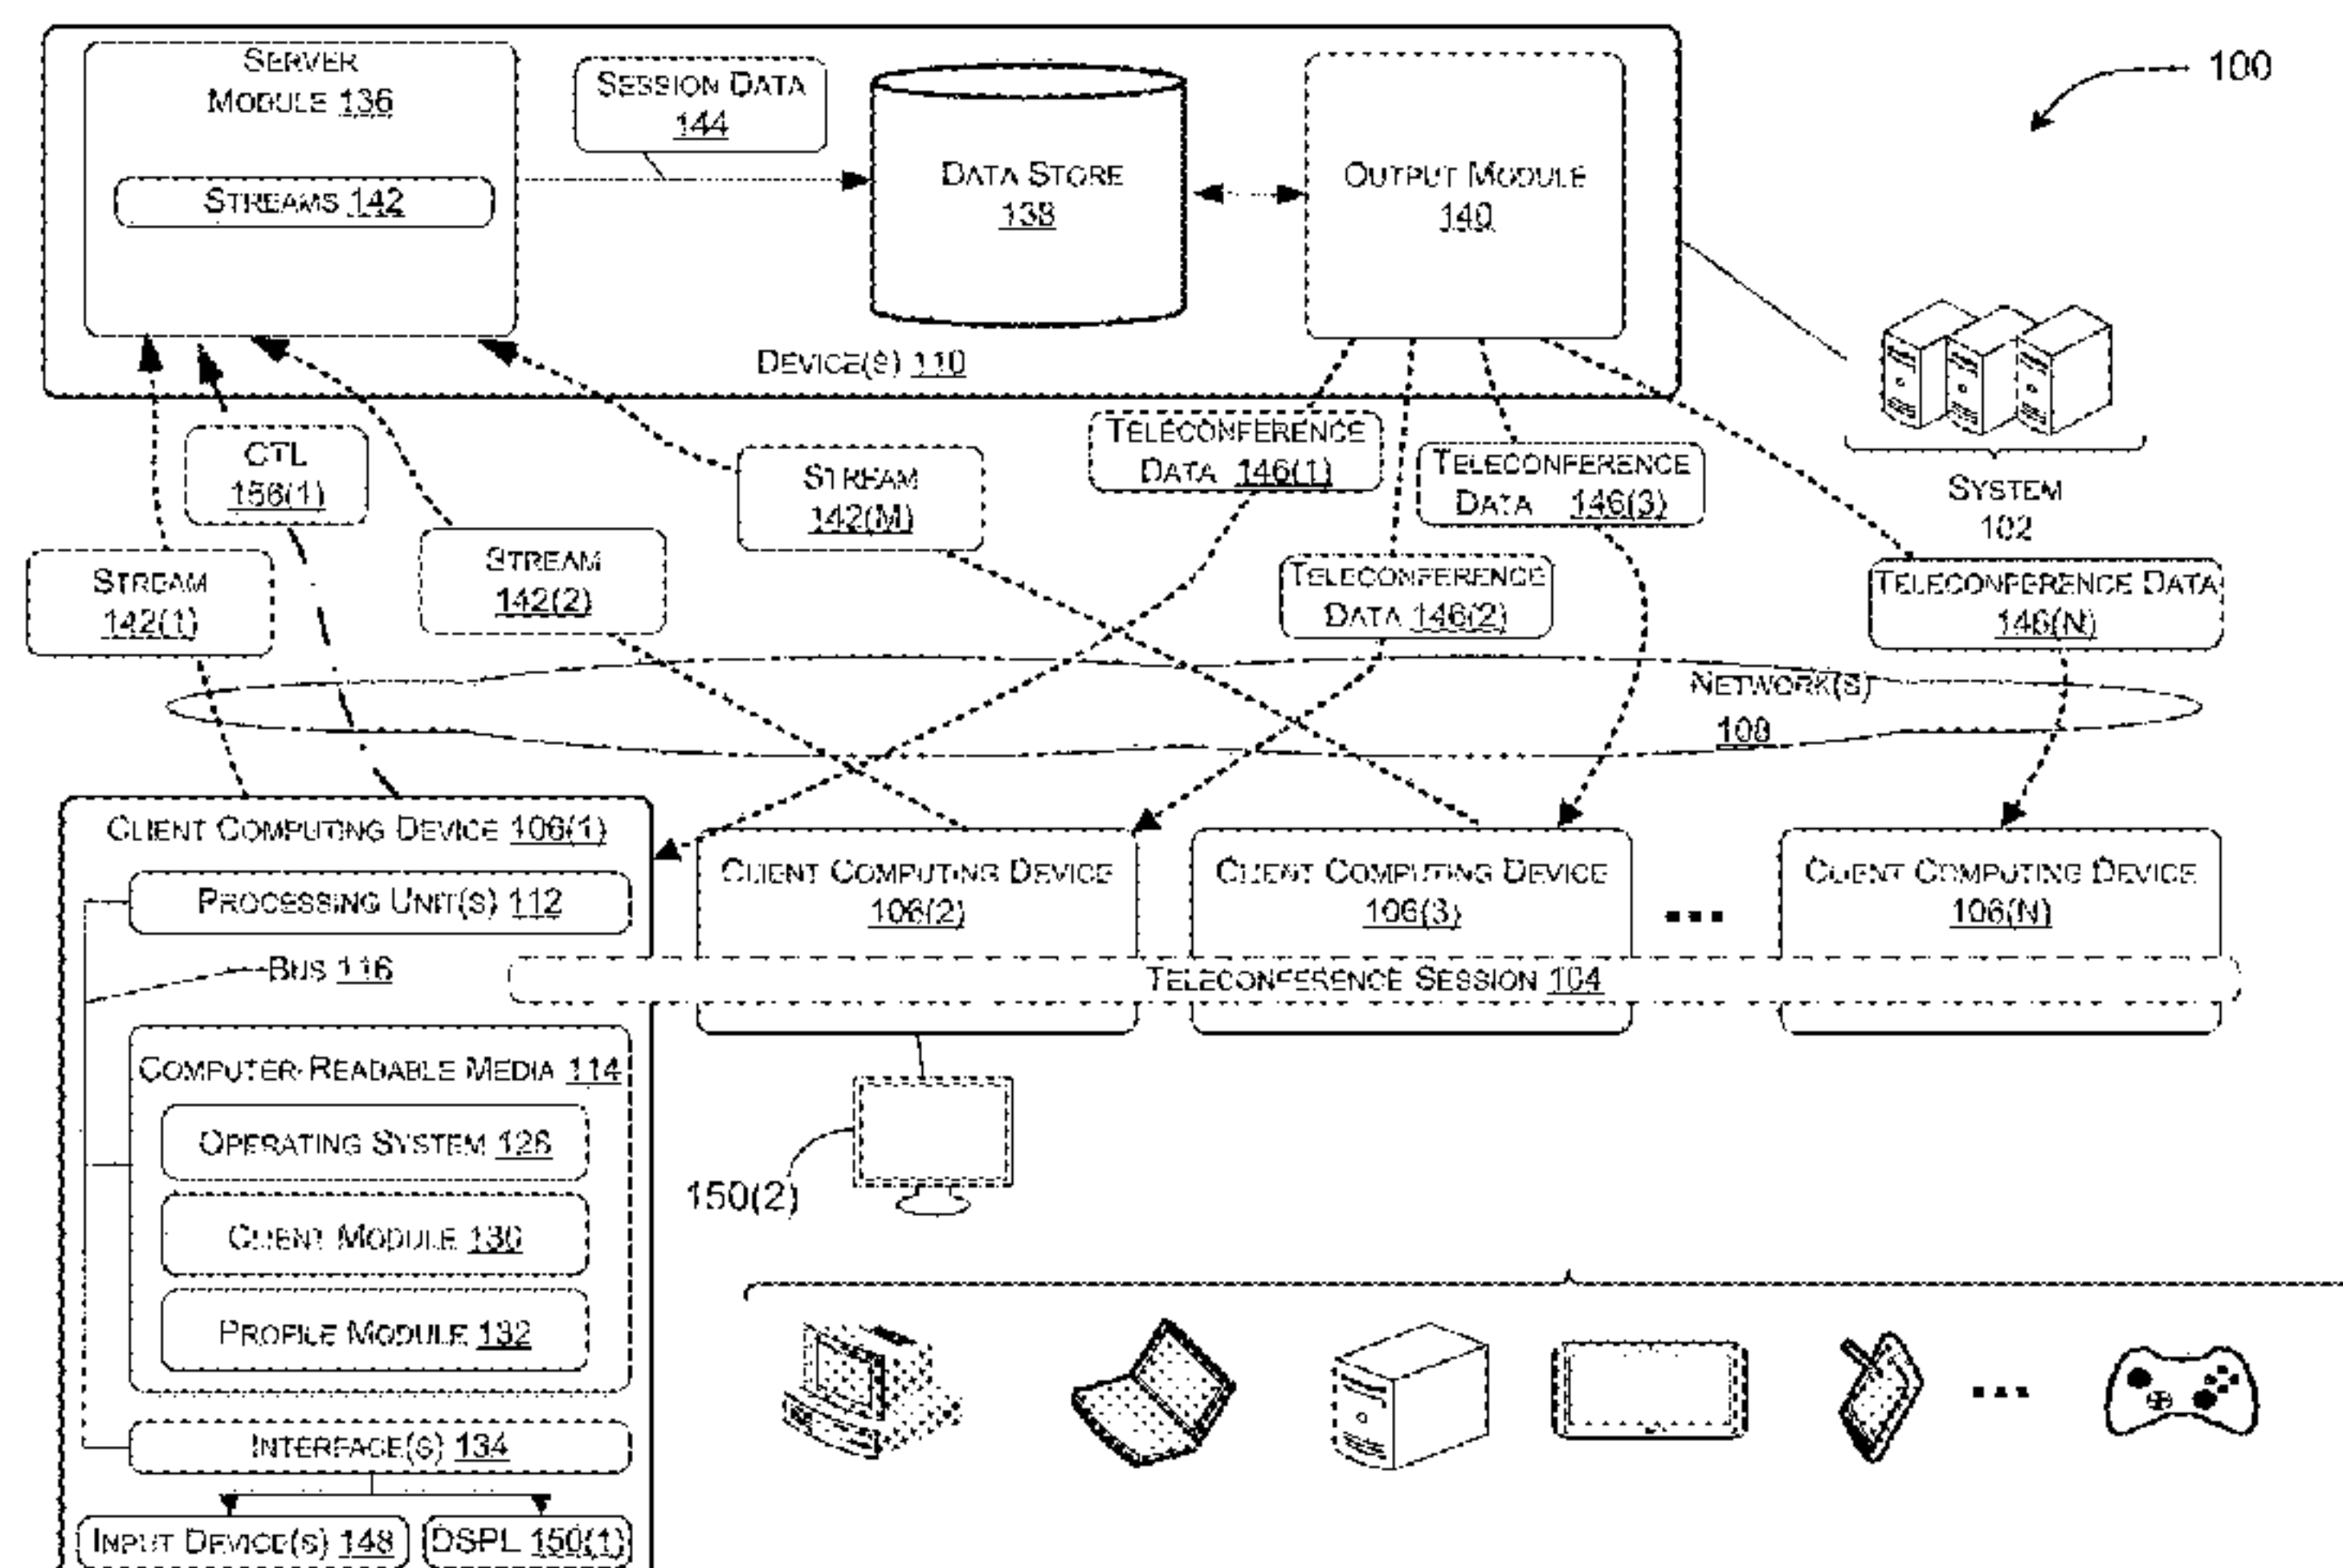 SERVER
MODULE 136
STREAMS 142
SESSION DATA
144
DATA STORE
138
OUTPUT MODULE
140
100
DEVICE(S) 110
SYSTEM
102
CTL
156(1)
STREAM
142(1)
STREAM
142(2)
STREAM
142(M)
TELECONFERENCE
DATA 146(1)
TELECONFERENCE
DATA 146(2)
TELECONFERENCE
DATA 146(3)
TELECONFERENCE DATA
146(N)
NETWORK(S)
108
CLIENT COMPUTING DEVICE 106(1)
PROCESSING UNIT(S) 112
BUS 116
COMPUTER-READABLE MEDIA 114
OPERATING SYSTEM 128
CLIENT MODULE 130
PROFILE MODULE 132
INTERFACE(S) 134
INPUT DEVICE(S) 148
DSPL 150(1)
CLIENT COMPUTING DEVICE
106(2)
CLIENT COMPUTING DEVICE
106(3)
...
CLIENT COMPUTING DEVICE
106(N)
TELECONFERENCE SESSION 104
150(2)
...